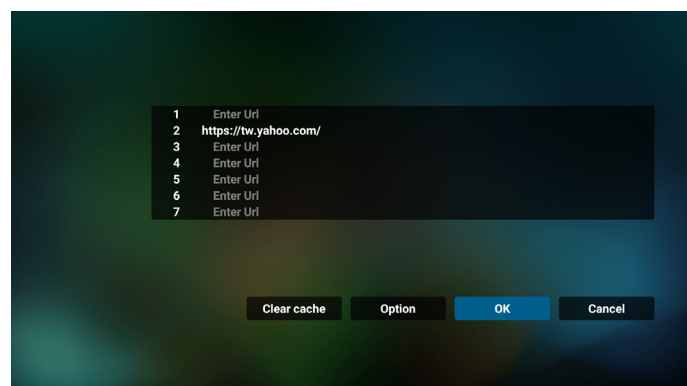 1 Enter Url
2 https://tw.yahoo.com/
3 Enter Url
4 Enter Url
5 Enter Url
6 Enter Url
7 Enter Url
Clear cache Option OK Cancel